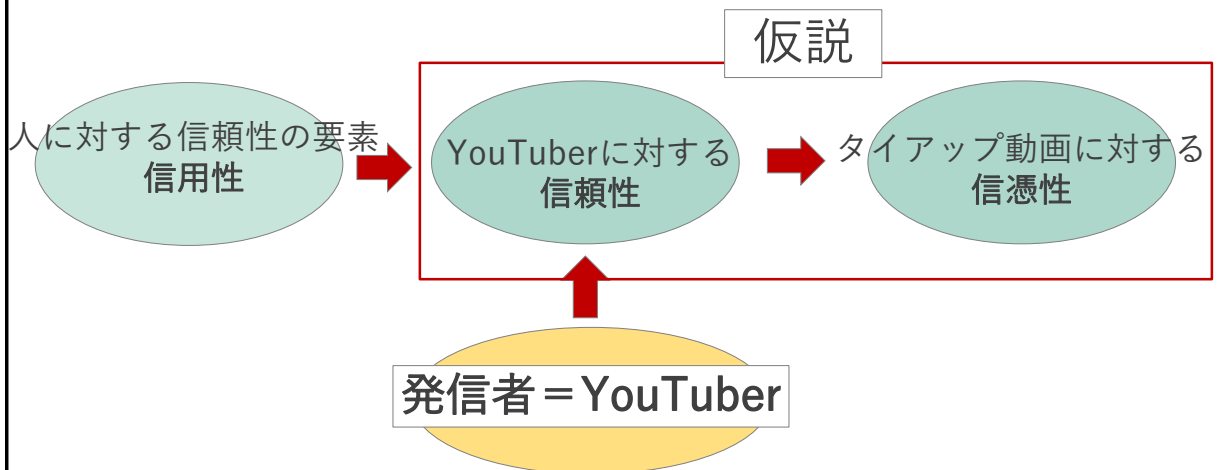 仮説
人に対する信頼性の要素
信用性
YouTuberに対する
信頼性
タイアップ動画に対する
信憑性
発信者=YouTuber